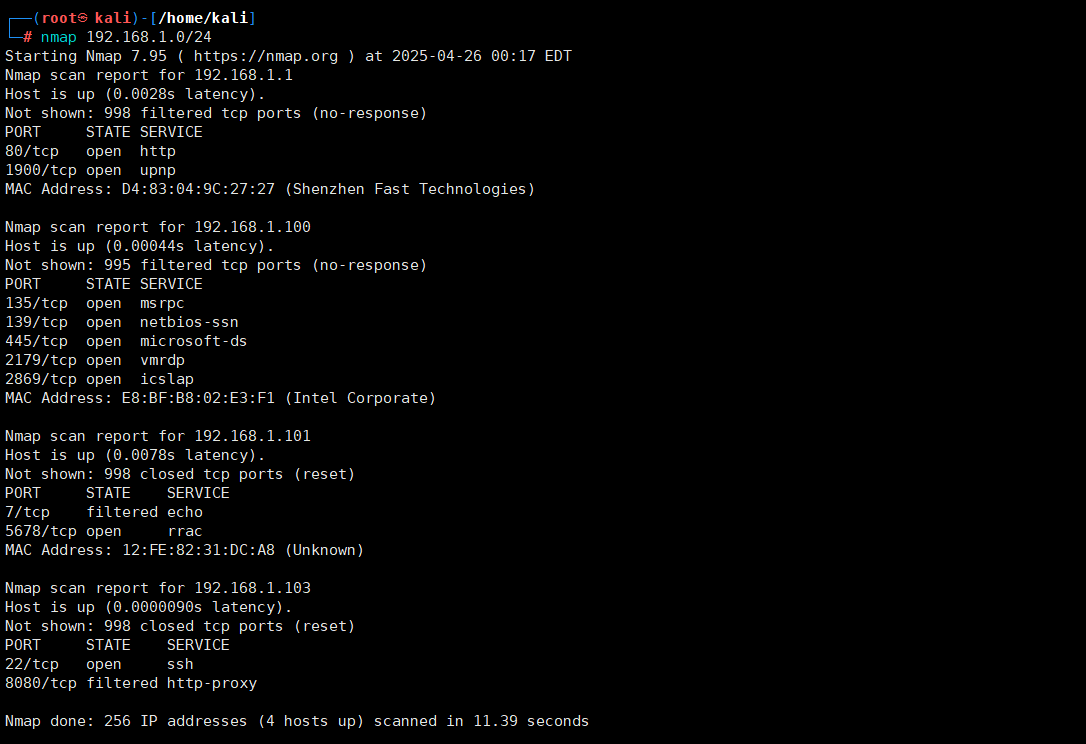 ┌──(root㉿ kali)-[/home/kali]
└─# nmap 192.168.1.0/24
Starting Nmap 7.95 ( https://nmap.org ) at 2025-04-26 00:17 EDT
Nmap scan report for 192.168.1.1
Host is up (0.0028s latency).
Not shown: 998 filtered tcp ports (no-response)
PORT     STATE SERVICE
80/tcp   open  http
1900/tcp open  upnp
MAC Address: D4:83:04:9C:27:27 (Shenzhen Fast Technologies)

Nmap scan report for 192.168.1.100
Host is up (0.00044s latency).
Not shown: 995 filtered tcp ports (no-response)
PORT     STATE SERVICE
135/tcp  open  msrpc
139/tcp  open  netbios-ssn
445/tcp  open  microsoft-ds
2179/tcp open  vmrdp
2869/tcp open  icslap
MAC Address: E8:BF:B8:02:E3:F1 (Intel Corporate)

Nmap scan report for 192.168.1.101
Host is up (0.0078s latency).
Not shown: 998 closed tcp ports (reset)
PORT     STATE    SERVICE
7/tcp    filtered echo
5678/tcp open     rrac
MAC Address: 12:FE:82:31:DC:A8 (Unknown)

Nmap scan report for 192.168.1.103
Host is up (0.0000090s latency).
Not shown: 998 closed tcp ports (reset)
PORT     STATE    SERVICE
22/tcp   open     ssh
8080/tcp filtered http-proxy

Nmap done: 256 IP addresses (4 hosts up) scanned in 11.39 seconds